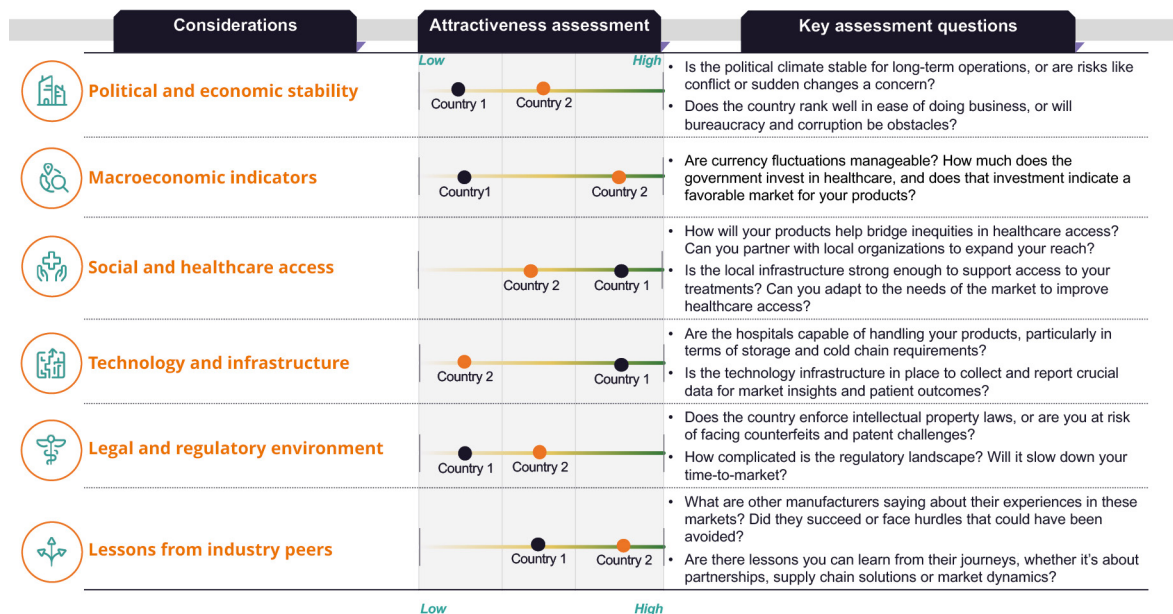 Considerations
Attractiveness assessment
Key assessment questions
Low
High
Political and economic stability
Country 1
Country 2
• Is the political climate stable for long-term operations, or are risks like
conflict or sudden changes a concern?
• Does the country rank well in ease of doing business, or will
bureaucracy and corruption be obstacles?
Macroeconomic indicators
Country1
Country 2
• Are currency fluctuations manageable? How much does the
government invest in healthcare, and does that investment indicate a
favorable market for your products?
Social and healthcare access
Country 2
Country 1
• How will your products help bridge inequities in healthcare access?
Can you partner with local organizations to expand your reach?
• Is the local infrastructure strong enough to support access to your
treatments? Can you adapt to the needs of the market to improve
healthcare access?
Technology and infrastructure
Country 2
Country 1
• Are the hospitals capable of handling your products, particularly in
terms of storage and cold chain requirements?
• Is the technology infrastructure in place to collect and report crucial
data for market insights and patient outcomes?
Legal and regulatory environment
Country 1
Country 2
• Does the country enforce intellectual property laws, or are you at risk
of facing counterfeits and patent challenges?
• How complicated is the regulatory landscape? Will it slow down your
time-to-market?
Lessons from industry peers
Country 1
Country 2
• What are other manufacturers saying about their experiences in these
markets? Did they succeed or face hurdles that could have been
avoided?
• Are there lessons you can learn from their journeys, whether it’s about
partnerships, supply chain solutions or market dynamics?
Low
High